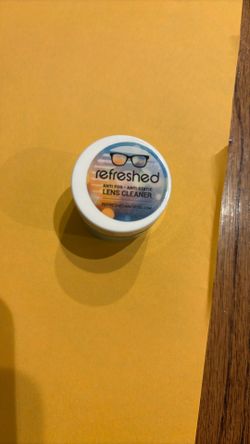 refreshed
ANTI FOG • ANTI STATIC
LENS CLEANER